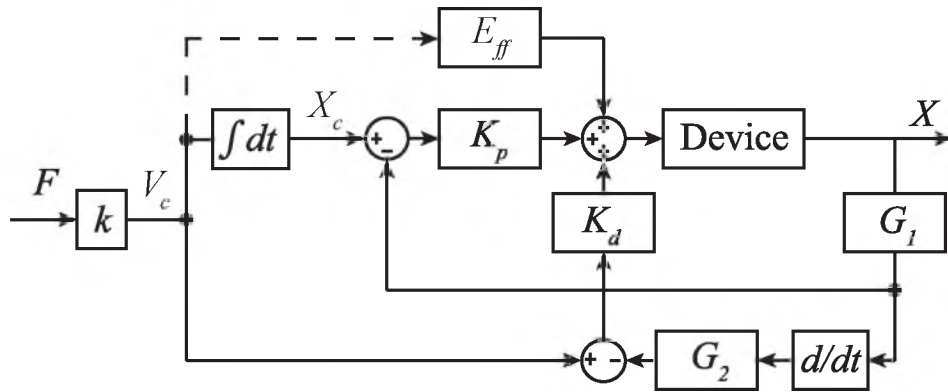 E_ff
∫dt
X_c
+
-
K_p
+
+
+
Device
X
F
k
V_c
K_d
G_1
+
-
G_2
d/dt